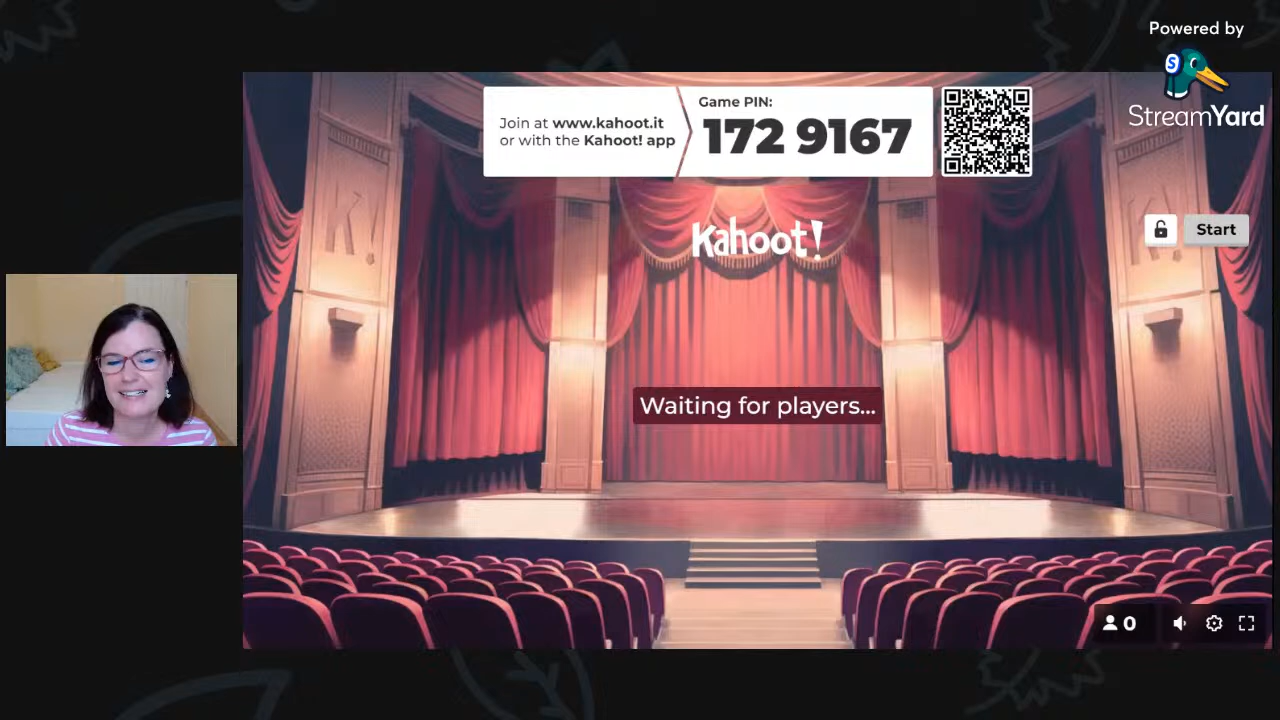 Powered by
StreamYard
Join at www.kahoot.it
or with the Kahoot! app
Game PIN:
172 9167
K!
K!
Kahoot!
Start
Waiting for players...
0